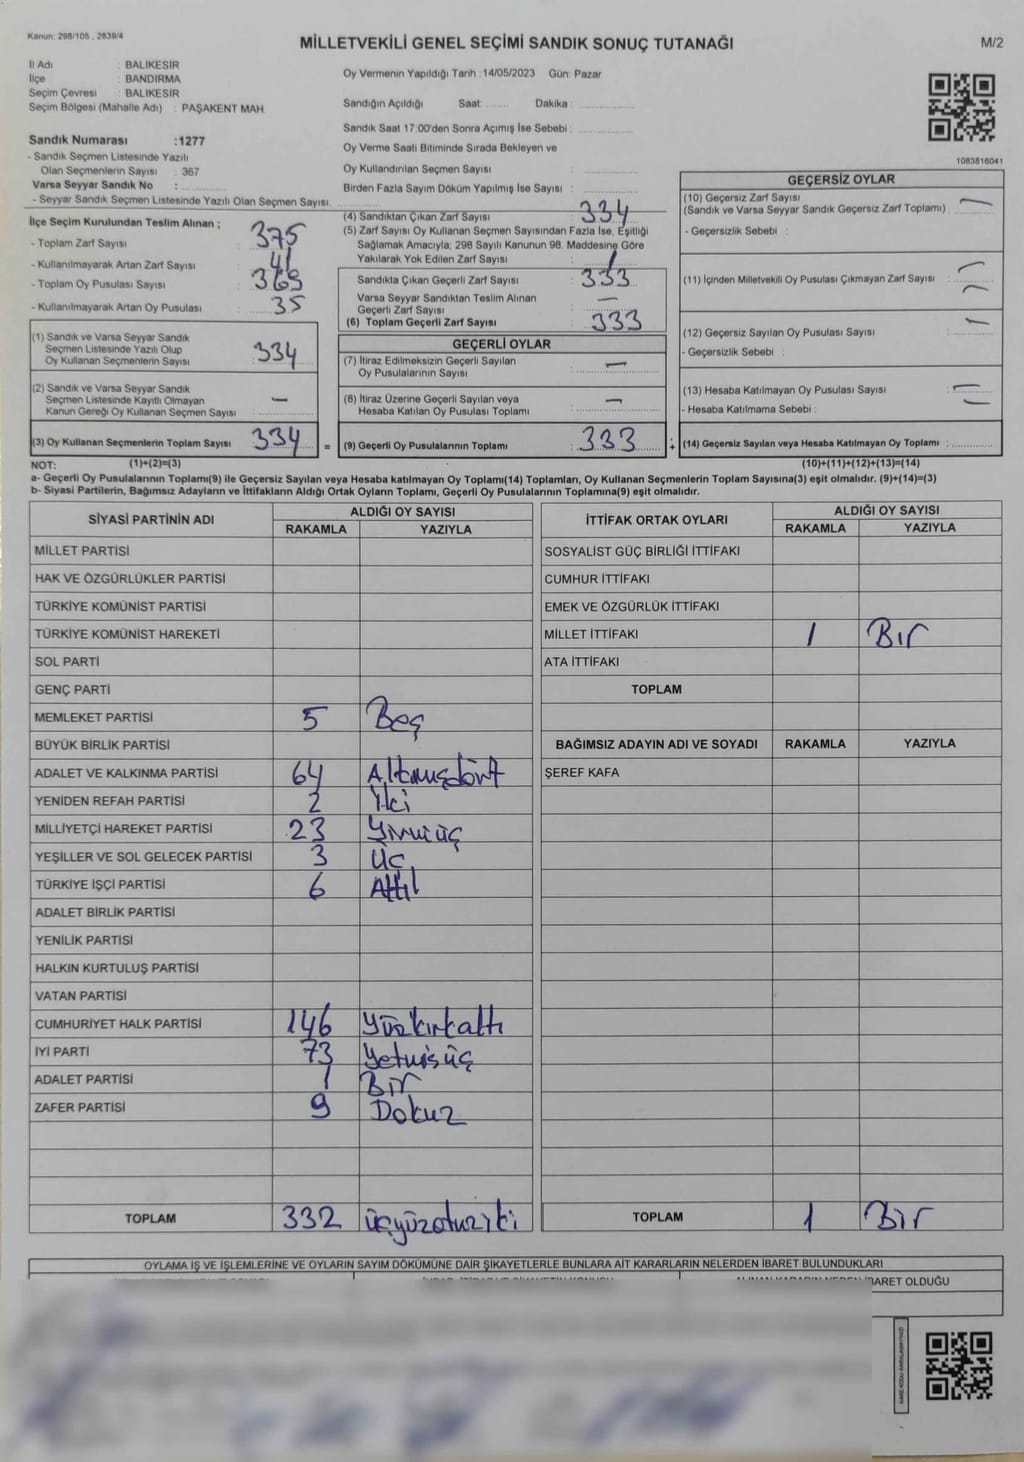 Kanun: 298/105 , 2839/4
MİLLETVEKİLİ GENEL SEÇİMİ SANDIK SONUÇ TUTANAĞI
M/2
İl Adı : BALIKESİR
İlçe : BANDIRMA
Seçim Çevresi : BALIKESİR
Seçim Bölgesi (Mahalle Adı) : PAŞAKENT MAH
Oy Vermenin Yapıldığı Tarih :14/05/2023 Gün: Pazar
Sandığın Açıldığı Saat: Dakika :
Sandık Saat 17:00'den Sonra Açımış İse Sebebi :
Oy Verme Saati Bitiminde Sırada Bekleyen ve
Oy Kullandırılan Seçmen Sayısı :
Birden Fazla Sayım Döküm Yapılmış İse Sayısı :
1083816041
Sandık Numarası :1277
- Sandık Seçmen Listesinde Yazılı
Olan Seçmenlerin Sayısı : 367
Varsa Seyyar Sandık No :
- Seyyar Sandık Seçmen Listesinde Yazılı Olan Seçmen Sayısı:
İlçe Seçim Kurulundan Teslim Alınan ;
- Toplam Zarf Sayısı : 375
- Kullanılmayarak Artan Zarf Sayısı : 41
- Toplam Oy Pusulası Sayısı : 369
- Kullanılmayarak Artan Oy Pusulası : 35
(1) Sandık ve Varsa Seyyar Sandık
Seçmen Listesinde Yazılı Olup
Oy Kullanan Seçmenlerin Sayısı : 334
(2) Sandık ve Varsa Seyyar Sandık
Seçmen Listesinde Kayıtlı Olmayan
Kanun Gereği Oy Kullanan Seçmen Sayısı : —
(3) Oy Kullanan Seçmenlerin Toplam Sayısı 334 =
(4) Sandıktan Çıkan Zarf Sayısı : 334
(5) Zarf Sayısı Oy Kullanan Seçmen Sayısından Fazla İse, Eşitliği
Sağlamak Amacıyla, 298 Sayılı Kanunun 98. Maddesine Göre
Yakılarak Yok Edilen Zarf Sayısı : /
Sandıkta Çıkan Geçerli Zarf Sayısı : 333
Varsa Seyyar Sandıktan Teslim Alınan
Geçerli Zarf Sayısı : —
(6) Toplam Geçerli Zarf Sayısı : 333
GEÇERLİ OYLAR
(7) İtiraz Edilmeksizin Geçerli Sayılan
Oy Pusulalarının Sayısı : —
(8) İtiraz Üzerine Geçerli Sayılan veya
Hesaba Katılan Oy Pusulası Toplamı : —
(9) Geçerli Oy Pusulalarının Toplamı : 333 +
GEÇERSİZ OYLAR
(10) Geçersiz Zarf Sayısı
(Sandık ve Varsa Seyyar Sandık Geçersiz Zarf Toplamı) : —
- Geçersizlik Sebebi :
(11) İçinden Milletvekili Oy Pusulası Çıkmayan Zarf Sayısı : —
(12) Geçersiz Sayılan Oy Pusulası Sayısı : —
- Geçersizlik Sebebi :
(13) Hesaba Katılmayan Oy Pusulası Sayısı : —
- Hesaba Katılmama Sebebi :
(14) Geçersiz Sayılan veya Hesaba Katılmayan Oy Toplamı :
NOT: (1)+(2)=(3) (10)+(11)+(12)+(13)=(14)
a- Geçerli Oy Pusulalarının Toplamı(9) ile Geçersiz Sayılan veya Hesaba katılmayan Oy Toplamı(14) Toplamları, Oy Kullanan Seçmenlerin Toplam Sayısına(3) eşit olmalıdır. (9)+(14)=(3)
b- Siyasi Partilerin, Bağımsız Adayların ve İttifakların Aldığı Ortak Oyların Toplamı, Geçerli Oy Pusulalarının Toplamına(9) eşit olmalıdır.
SİYASİ PARTİNİN ADI ALDIĞI OY SAYISI
RAKAMLA YAZIYLA
MİLLET PARTİSİ
HAK VE ÖZGÜRLÜKLER PARTİSİ
TÜRKİYE KOMÜNİST PARTİSİ
TÜRKİYE KOMÜNİST HAREKETİ
SOL PARTİ
GENÇ PARTİ
MEMLEKET PARTİSİ 5 Beş
BÜYÜK BİRLİK PARTİSİ
ADALET VE KALKINMA PARTİSİ 64 Altmışdört
YENİDEN REFAH PARTİSİ 2 İki
MİLLİYETÇİ HAREKET PARTİSİ 23 Yirmiüç
YEŞİLLER VE SOL GELECEK PARTİSİ 3 Üç
TÜRKİYE İŞÇİ PARTİSİ 6
ADALET BİRLİK PARTİSİ
YENİLİK PARTİSİ
HALKIN KURTULUŞ PARTİSİ
VATAN PARTİSİ
CUMHURİYET HALK PARTİSİ 146 Yüzkırkaltı
İYİ PARTİ 73 Yetmişüç
ADALET PARTİSİ 1 Bir
ZAFER PARTİSİ 9 Dokuz
TOPLAM 332 üçyüzotuziki
İTTİFAK ORTAK OYLARI ALDIĞI OY SAYISI
RAKAMLA YAZIYLA
SOSYALİST GÜÇ BİRLİĞİ İTTİFAKI
CUMHUR İTTİFAKI
EMEK VE ÖZGÜRLÜK İTTİFAKI
MİLLET İTTİFAKI 1 Bir
ATA İTTİFAKI
TOPLAM
BAĞIMSIZ ADAYIN ADI VE SOYADI RAKAMLA YAZIYLA
ŞEREF KAFA
TOPLAM 1 Bir
OYLAMA İŞ VE İŞLEMLERİNE VE OYLARIN SAYIM DÖKÜMÜNE DAİR ŞİKAYETLERLE BUNLARA AİT KARARLARIN NELERDEN İBARET BULUNDUKLARI
İBARET OLDUĞU